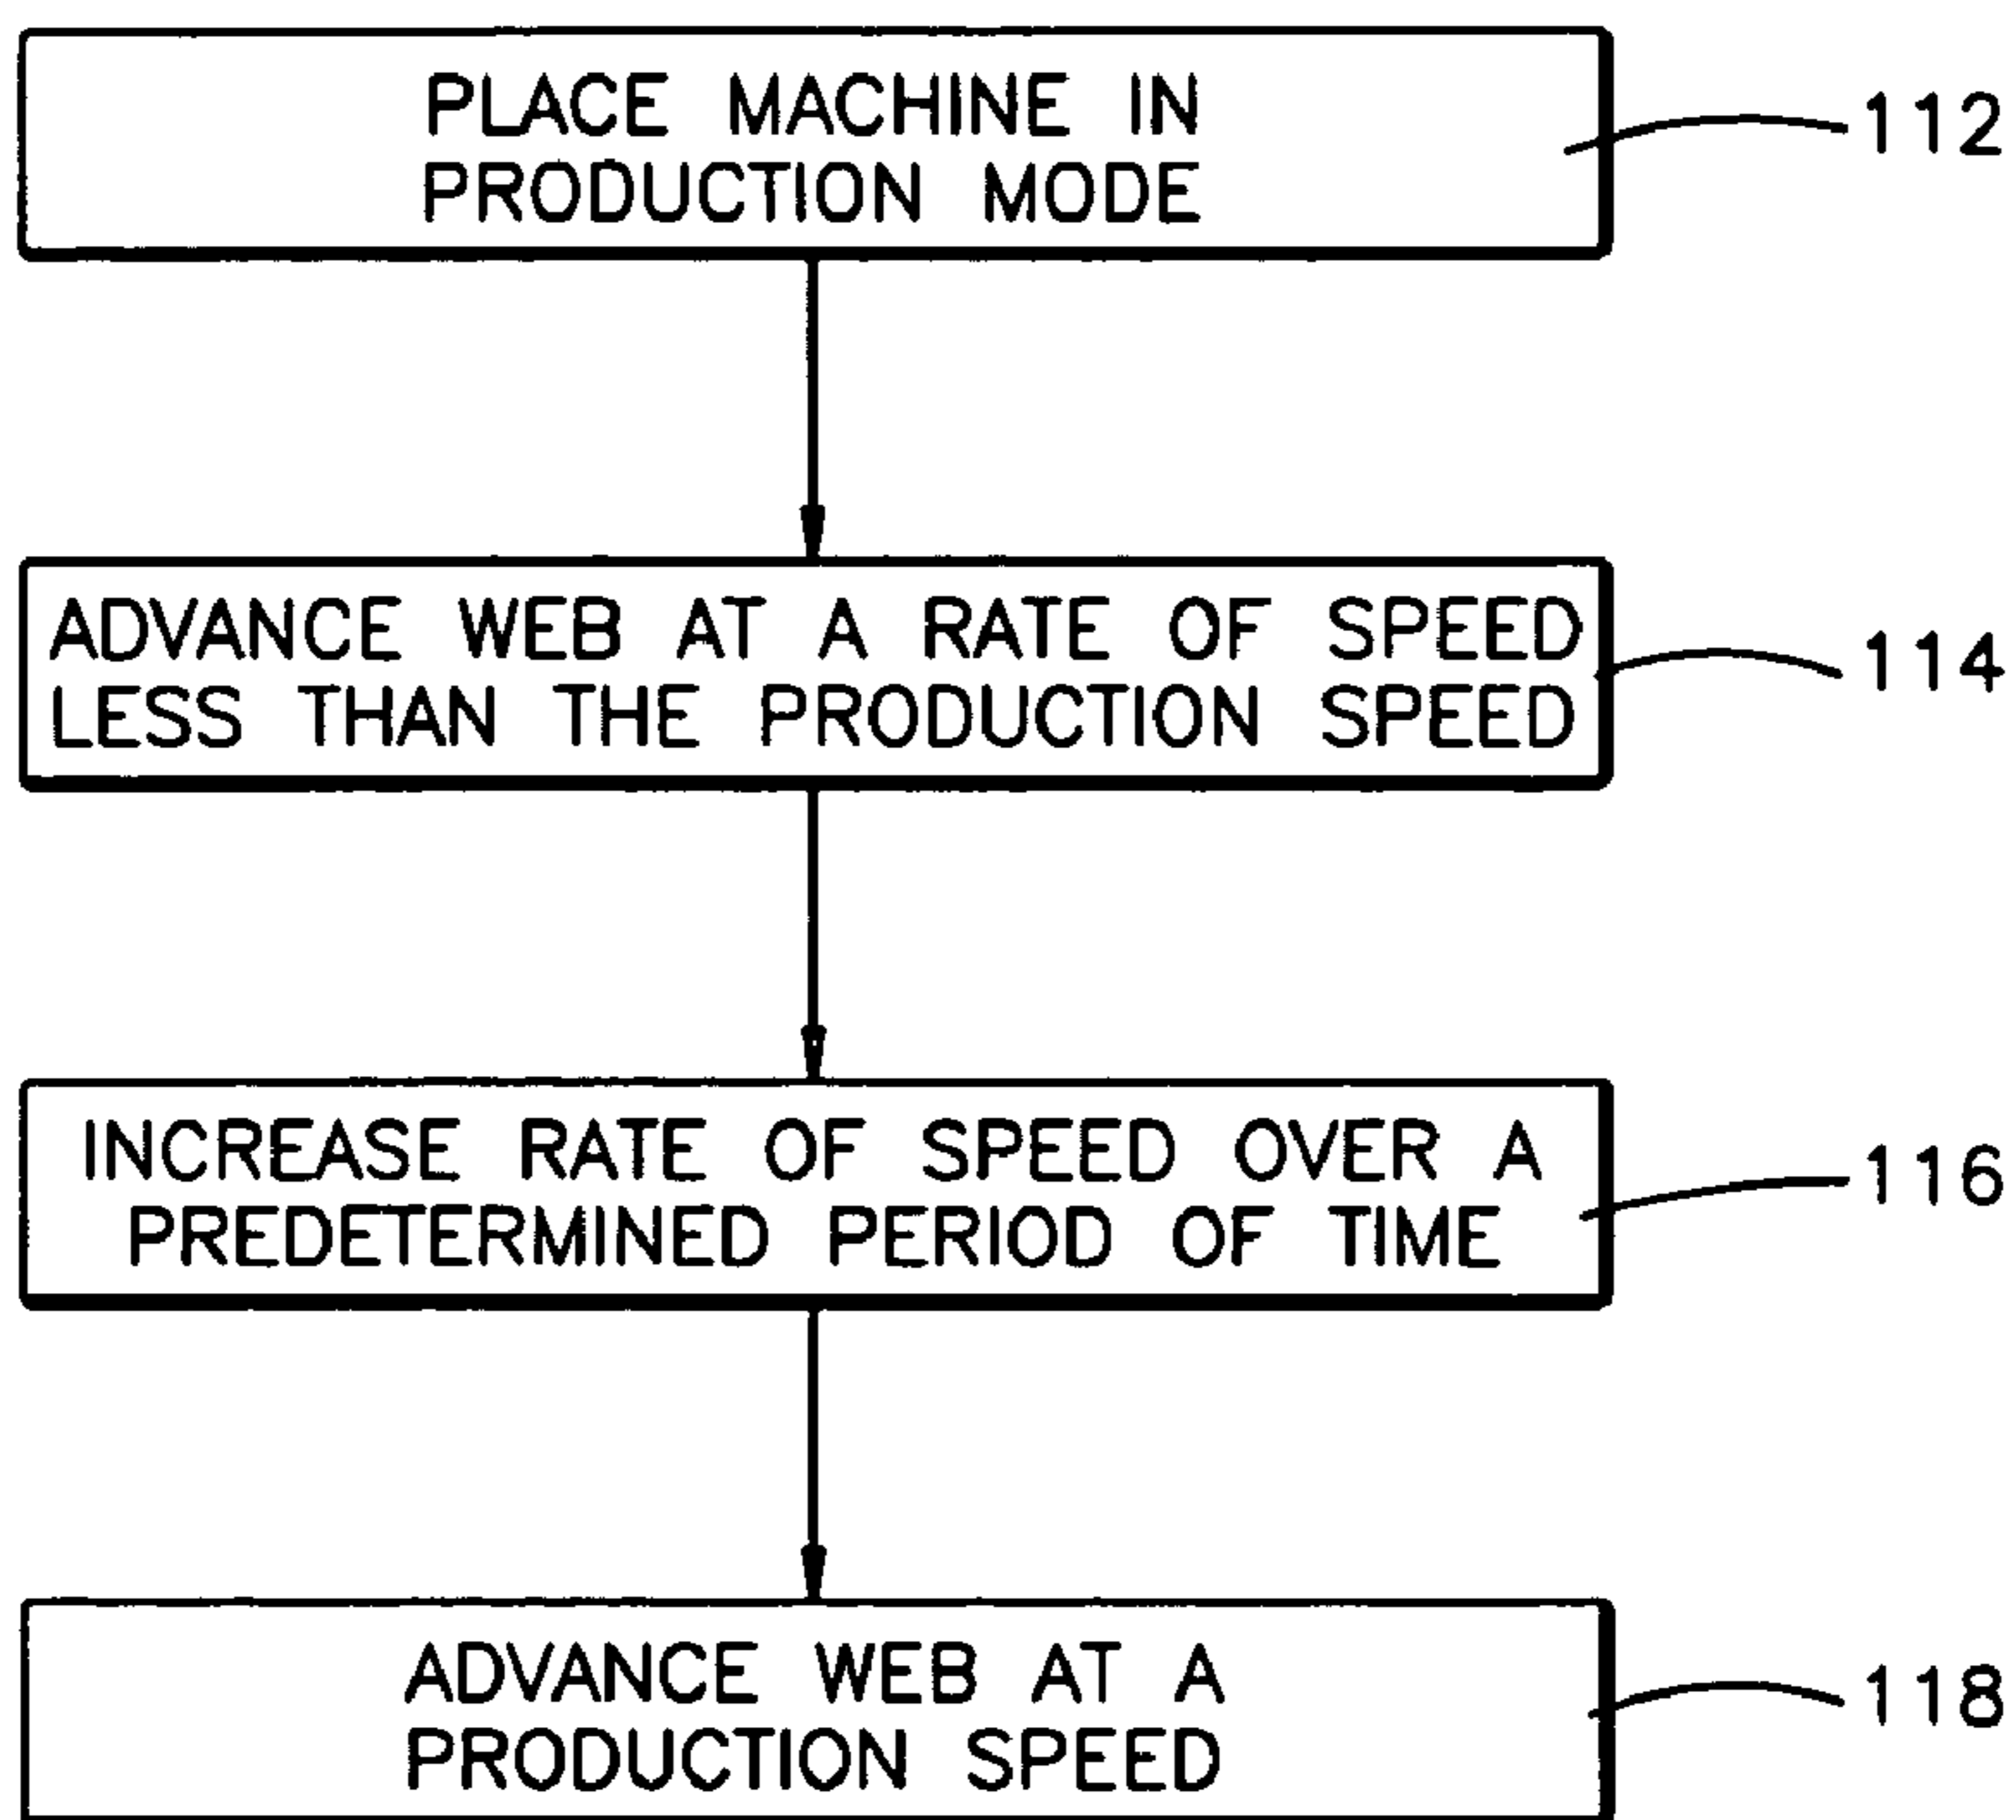 PLACE MACHINE IN
PRODUCTION MODE
112
ADVANCE WEB AT A RATE OF SPEED
LESS THAN THE PRODUCTION SPEED
114
INCREASE RATE OF SPEED OVER A
PREDETERMINED PERIOD OF TIME
116
ADVANCE WEB AT A
PRODUCTION SPEED
118